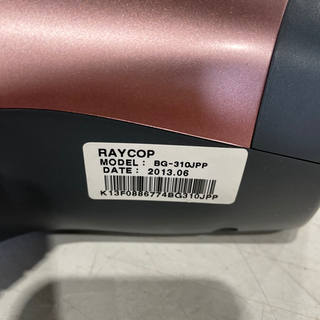 RAYCOP
MODEL : BG-310JPP
DATE : 2013.06
K13F0886774BG310JPP